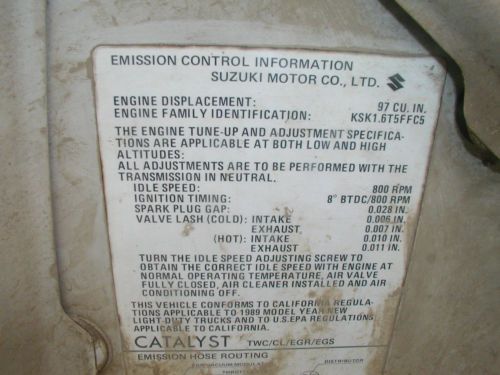 EMISSION CONTROL INFORMATION
SUZUKI MOTOR CO., LTD.
ENGINE DISPLACEMENT: 97 CU. IN.
ENGINE FAMILY IDENTIFICATION: KSK1.6T5FFC5
THE ENGINE TUNE-UP AND ADJUSTMENT SPECIFICA-
TIONS ARE APPLICABLE AT BOTH LOW AND HIGH
ALTITUDES:
ALL ADJUSTMENTS ARE TO BE PERFORMED WITH THE
TRANSMISSION IN NEUTRAL.
IDLE SPEED: 800 RPM
IGNITION TIMING: 8° BTDC/800 RPM
SPARK PLUG GAP: 0.028 IN.
VALVE LASH (COLD): INTAKE 0.006 IN.
EXHAUST 0.007 IN.
(HOT): INTAKE 0.010 IN.
EXHAUST 0.011 IN.
TURN THE IDLE SPEED ADJUSTING SCREW TO
OBTAIN THE CORRECT IDLE SPEED WITH ENGINE AT
NORMAL OPERATING TEMPERATURE, AIR VALVE
FULLY CLOSED, AIR CLEANER INSTALLED AND AIR
CONDITIONING OFF.
THIS VEHICLE CONFORMS TO CALIFORNIA REGULA-
TIONS APPLICABLE TO 1989 MODEL YEAR NEW
LIGHT-DUTY TRUCKS AND TO U.S.EPA REGULATIONS
APPLICABLE TO CALIFORNIA.
CATALYST TWC/CL/EGR/EGS
EMISSION HOSE ROUTING
DISTRIBUTOR